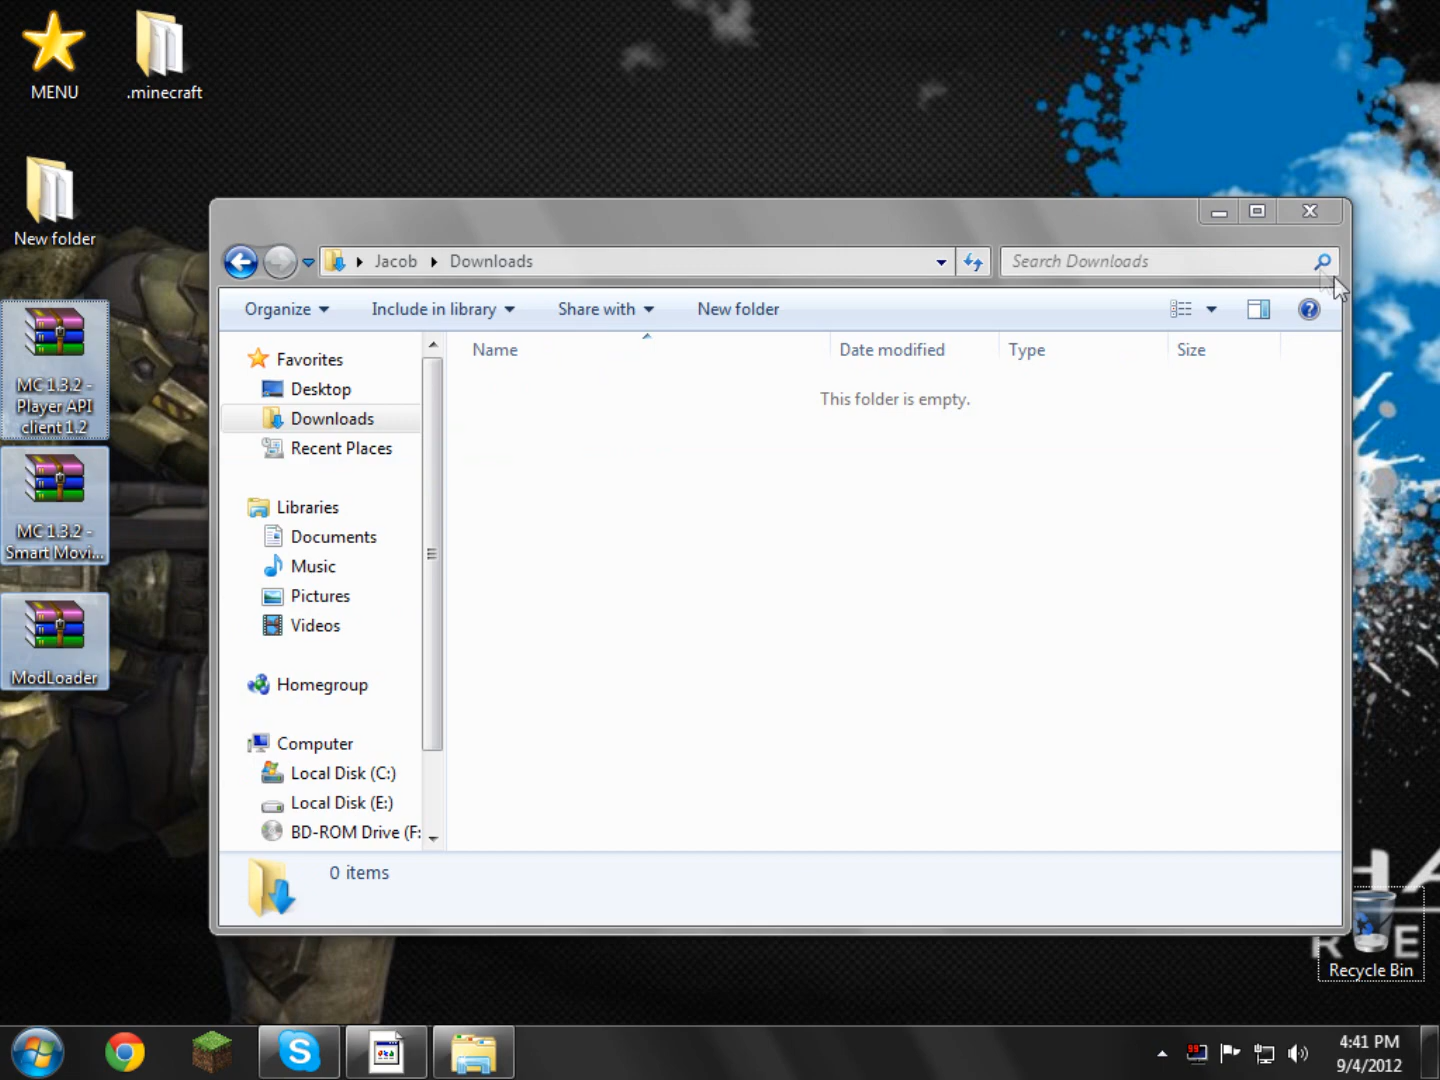 MENU
.minecraft
New folder
MC 1.3.2 -
Player API
client 1.2
MC 1.3.2 -
Smart Movi...
ModLoader
Jacob
Downloads
Search Downloads
Organize
Include in library
Share with
New folder
Favorites
Desktop
Downloads
Recent Places
Libraries
Documents
Music
Pictures
Videos
Homegroup
Computer
Local Disk (C:)
Local Disk (E:)
BD-ROM Drive (F:
Name
Date modified
Type
Size
This folder is empty.
0 items
Recycle Bin
4:41 PM
9/4/2012